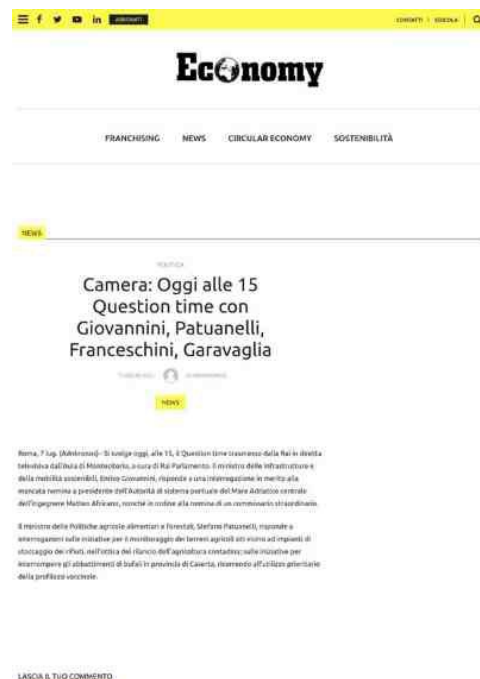 ABBONATI
CONTATTI | EDICOLA
Economy
FRANCHISING NEWS CIRCULAR ECONOMY SOSTENIBILITÀ
NEWS
POLITICA
Camera: Oggi alle 15
Question time con
Giovannini, Patuanelli,
Franceschini, Garavaglia
NEWS
Roma, 7 lug. (Adnkronos) - Si svolge oggi, alle 15, il Question time trasmesso dalla Rai in diretta
televisiva dall'Aula di Montecitorio, a cura di Rai Parlamento. Il ministro delle Infrastrutture e
della mobilità sostenibili, Enrico Giovannini, risponde a una interrogazione in merito alla
mancata nomina a presidente dell'Autorità di sistema portuale del Mare Adriatico centrale
dell'ingegnere Matteo Africano, nonché in ordine alla nomina di un commissario straordinario.
Il ministro delle Politiche agricole alimentari e forestali, Stefano Patuanelli, risponde a
interrogazioni sulle iniziative per il monitoraggio dei terreni agricoli siti vicino ad impianti di
stoccaggio dei rifiuti, nell'ottica del rilancio dell'agricoltura contadina; sulle iniziative per
interrompere gli abbattimenti di bufali in provincia di Caserta, ricorrendo all'utilizzo prioritario
della profilassi vaccinale.
LASCIA IL TUO COMMENTO